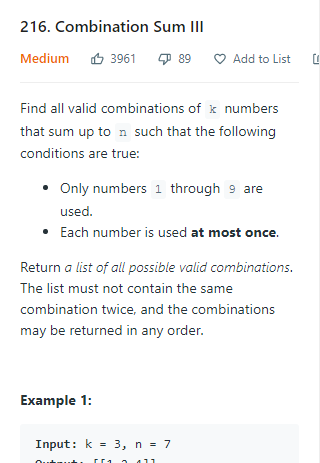 216. Combination Sum III
Medium 3961 89 Add to List
Find all valid combinations of k numbers
that sum up to n such that the following
conditions are true:
• Only numbers 1 through 9 are
used.
• Each number is used at most once.
Return a list of all possible valid combinations.
The list must not contain the same
combination twice, and the combinations
may be returned in any order.
Example 1:
Input: k = 3, n = 7